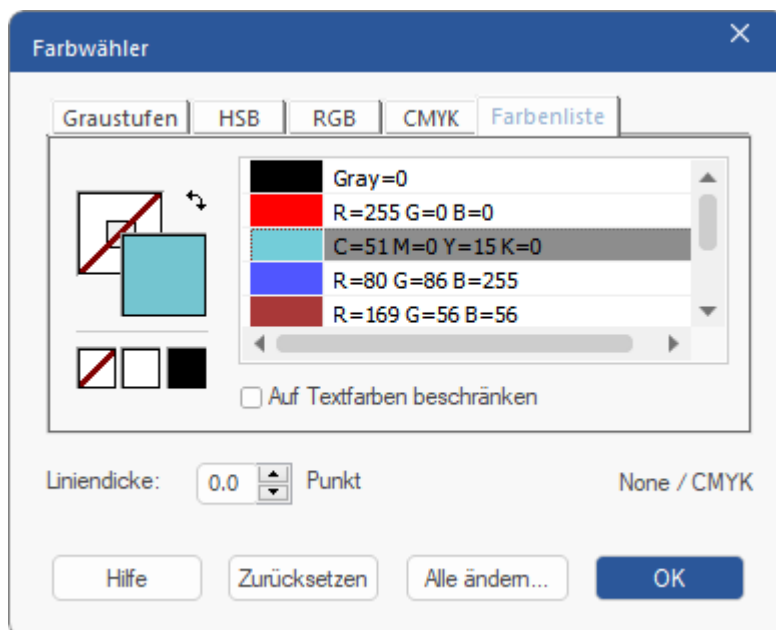 Farbwähler
Graustufen HSB RGB CMYK Farbenliste
Gray=0
R=255 G=0 B=0
C=51 M=0 Y=15 K=0
R=80 G=86 B=255
R=169 G=56 B=56
Auf Textfarben beschränken
Liniendicke: 0.0 Punkt None / CMYK
Hilfe Zurücksetzen Alle ändern... OK